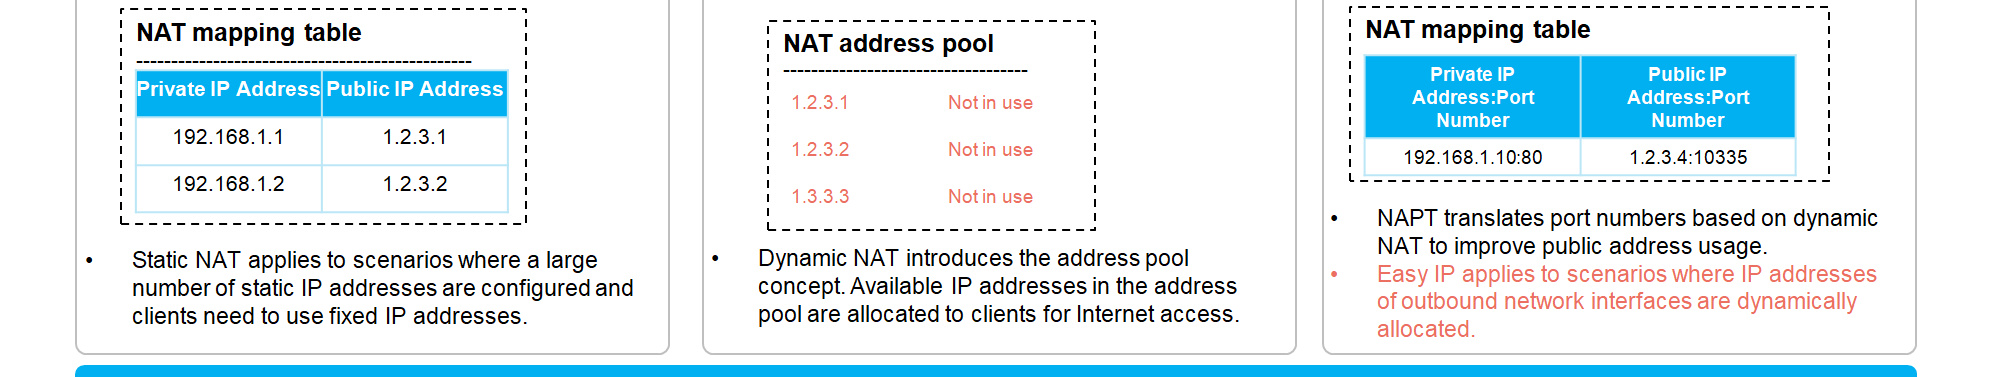 NAT mapping table
Private IP Address Public IP Address
192.168.1.1 1.2.3.1
192.168.1.2 1.2.3.2
• Static NAT applies to scenarios where a large
number of static IP addresses are configured and
clients need to use fixed IP addresses.
NAT address pool
1.2.3.1 Not in use
1.2.3.2 Not in use
1.3.3.3 Not in use
• Dynamic NAT introduces the address pool
concept. Available IP addresses in the address
pool are allocated to clients for Internet access.
NAT mapping table
Private IP Public IP
Address:Port Address:Port
Number Number
192.168.1.10:80 1.2.3.4:10335
• NAPT translates port numbers based on dynamic
NAT to improve public address usage.
• Easy IP applies to scenarios where IP addresses
of outbound network interfaces are dynamically
allocated.